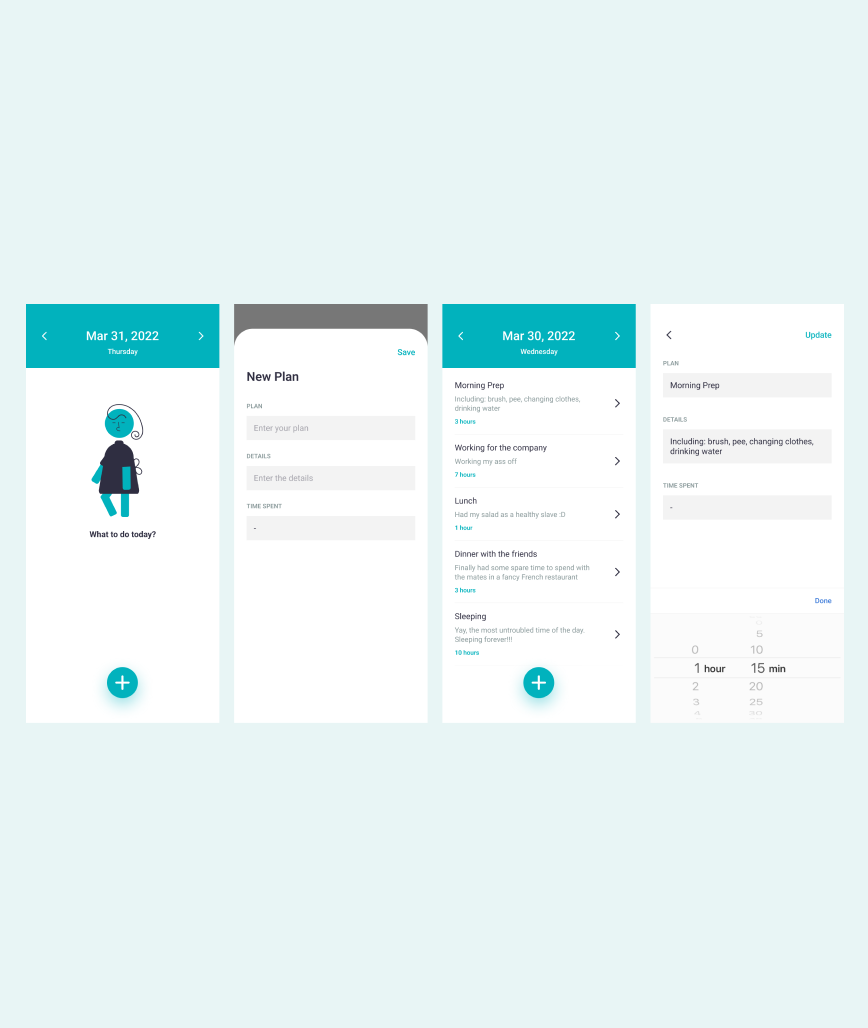 Mar 31, 2022
Thursday
What to do today?
Save
New Plan
PLAN
Enter your plan
DETAILS
Enter the details
TIME SPENT
-
Mar 30, 2022
Wednesday
Morning Prep
Including: brush, pee, changing clothes,
drinking water
3 hours
Working for the company
Working my ass off
7 hours
Lunch
Had my salad as a healthy slave :D
1 hour
Dinner with the friends
Finally had some spare time to spend with
the mates in a fancy French restaurant
3 hours
Sleeping
Yay, the most untroubled time of the day.
Sleeping forever!!!
10 hours
Update
PLAN
Morning Prep
DETAILS
Including: brush, pee, changing clothes,
drinking water
TIME SPENT
-
Done
5
0 10
1 hour 15 min
2 20
3 25
4 30